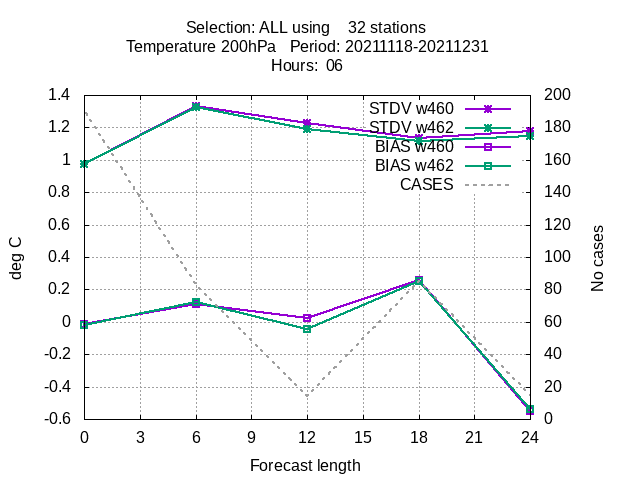 Selection: ALL using    32 stations
Temperature 200hPa   Period: 20211118-20211231
Hours:  06
1.4
1.2
1
0.8
0.6
0.4
0.2
0
-0.2
-0.4
-0.6
deg C
STDV w460
STDV w462
BIAS w460
BIAS w462
CASES
200
180
160
140
120
100
80
60
40
20
0
No cases
0 3 6 9 12 15 18 21 24
Forecast length